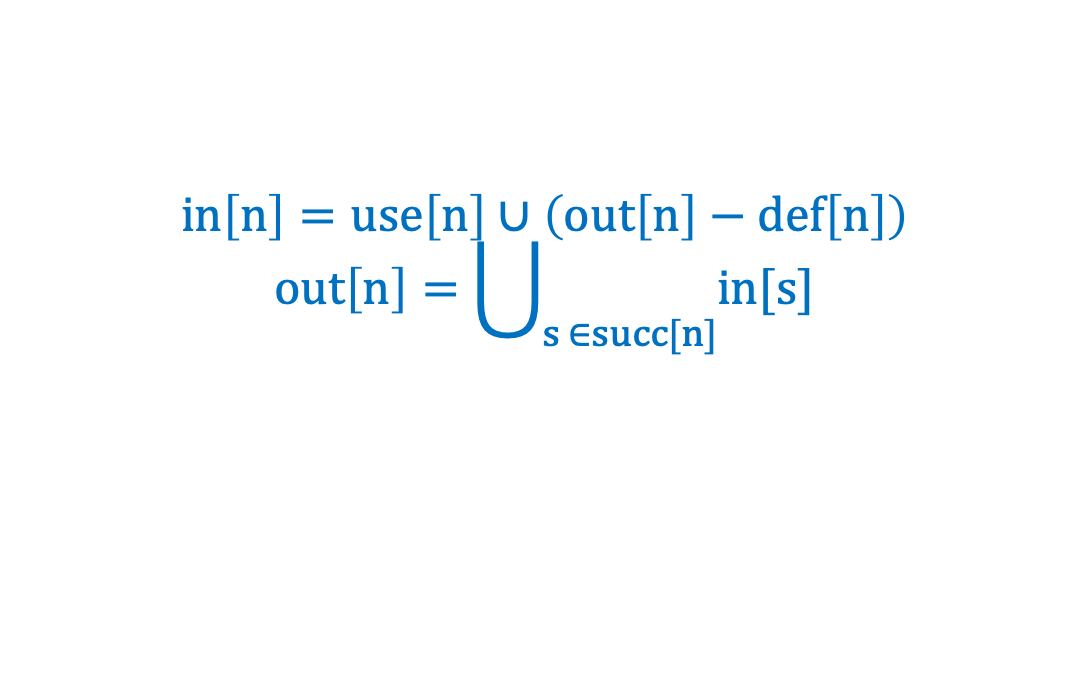 in[n] = use[n] ∪ (out[n] − def[n])
out[n] = ⋃ s ∈succ[n] in[s]